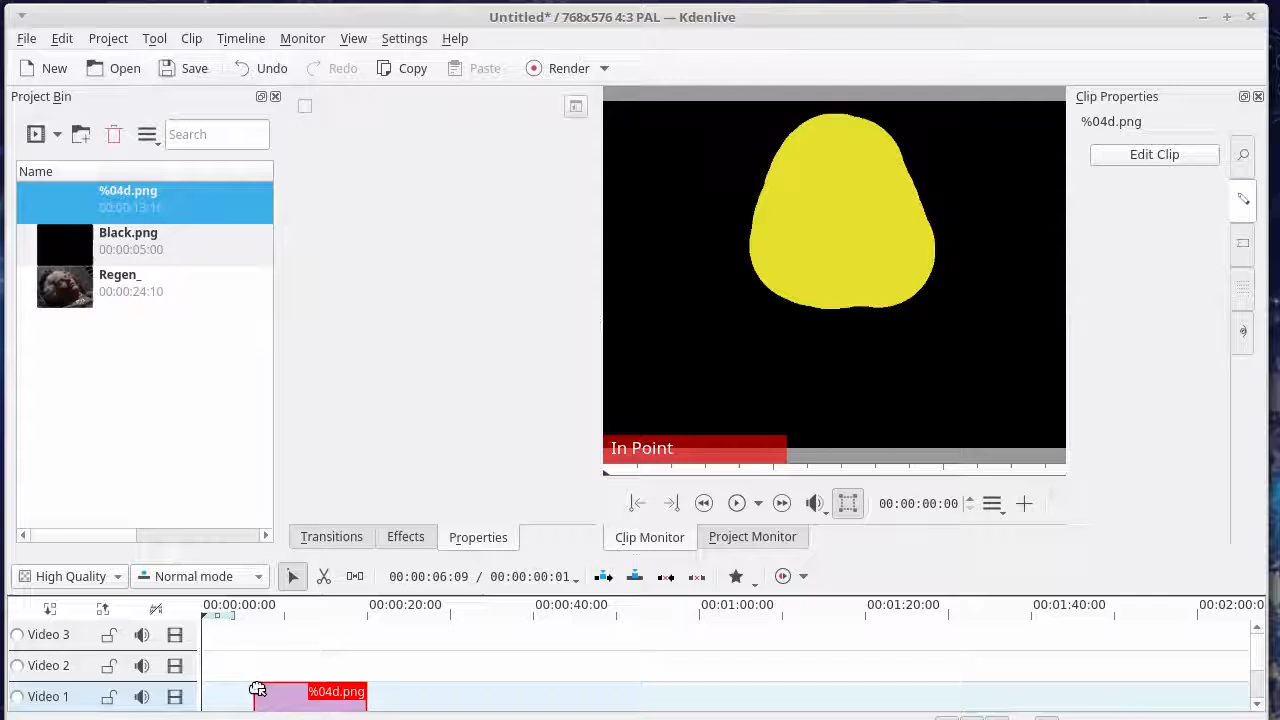 Untitled* / 768x576 4:3 PAL — Kdenlive
File Edit Project Tool Clip Timeline Monitor View Settings Help
New Open Save Undo Redo Copy Paste Render
Project Bin
Search
Name
%04d.png
Black.png
00:00:05:00
Regen_
00:00:24:10
In Point
00:00:00:00
Clip Properties
%04d.png
Edit Clip
Transitions Effects Properties
Clip Monitor Project Monitor
High Quality Normal mode 00:00:06:09 / 00:00:00:01
00:00:00:00 00:00:20:00 00:00:40:00 00:01:00:00 00:01:20:00 00:01:40:00 00:02:00:0
Video 3
Video 2
Video 1 %04d.png